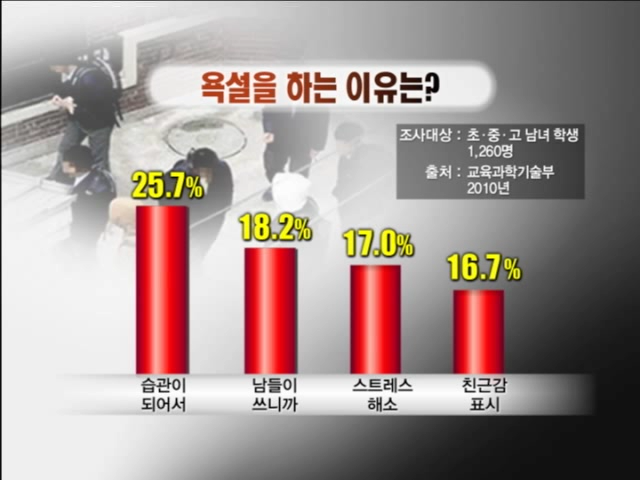 욕설을 하는 이유는?
조사대상 : 초·중·고 남녀 학생
1,260명
출처 : 교육과학기술부
2010년
25.7%
18.2%
17.0%
16.7%
습관이
되어서
남들이
쓰니까
스트레스
해소
친근감
표시